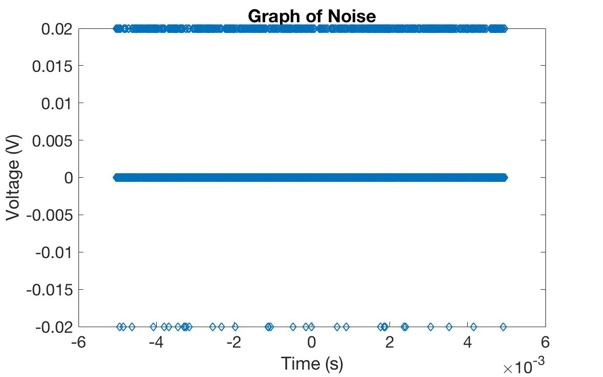 Graph of Noise
Voltage (V)
0.02
0.015
0.01
0.005
0
-0.005
-0.01
-0.015
-0.02
-6 -4 -2 0 2 4 6
Time (s)
×10⁻³